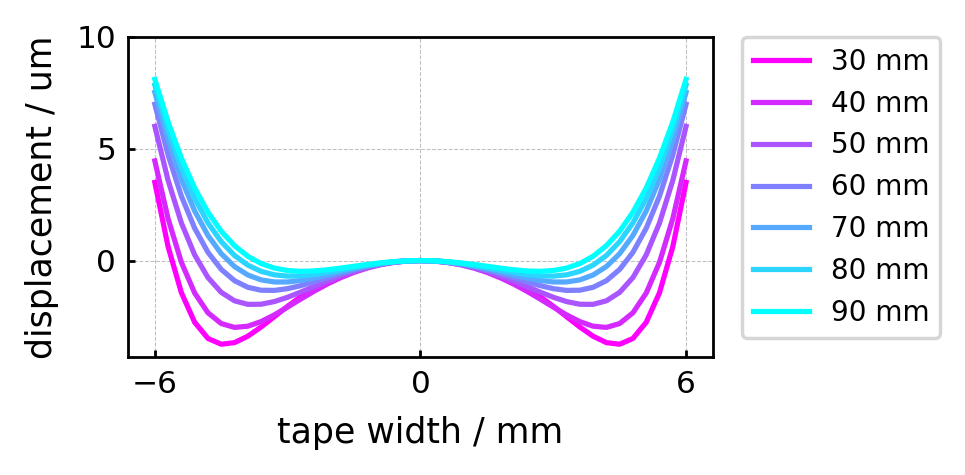 displacement / um
10
5
0
−6
0
6
tape width / mm
30 mm
40 mm
50 mm
60 mm
70 mm
80 mm
90 mm